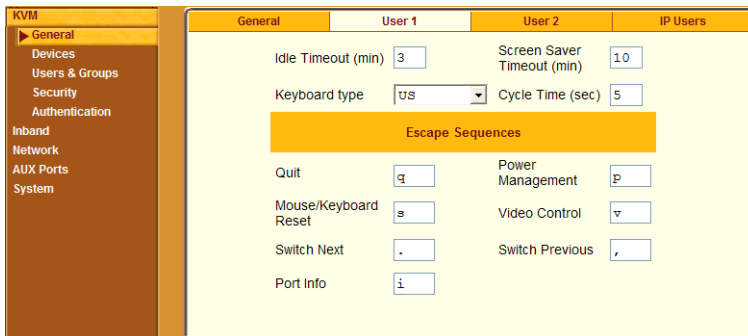 KVM
General
Devices
Users & Groups
Security
Authentication
Inband
Network
AUX Ports
System
General User 1 User 2 IP Users
Idle Timeout (min) 3 Screen Saver
Timeout (min) 10
Keyboard type US Cycle Time (sec) 5
Escape Sequences
Quit q Power
Management p
Mouse/Keyboard
Reset s Video Control v
Switch Next . Switch Previous ,
Port Info i